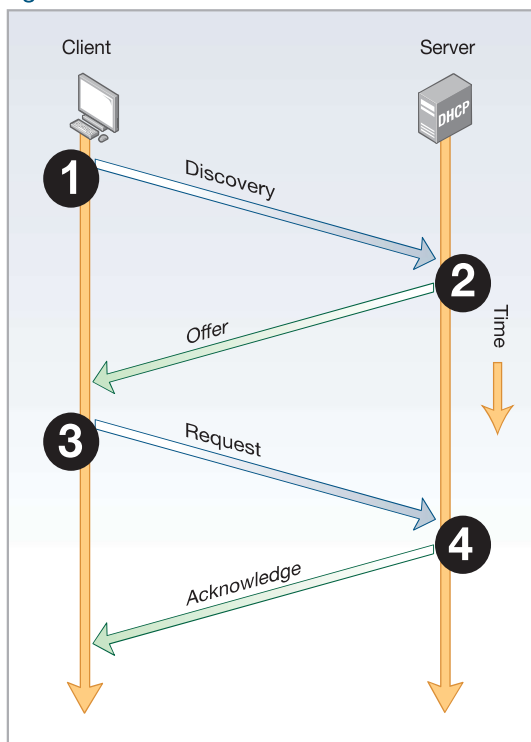 Client
Server
DHCP
1
Discovery
2
Time
Offer
3
Request
4
Acknowledge